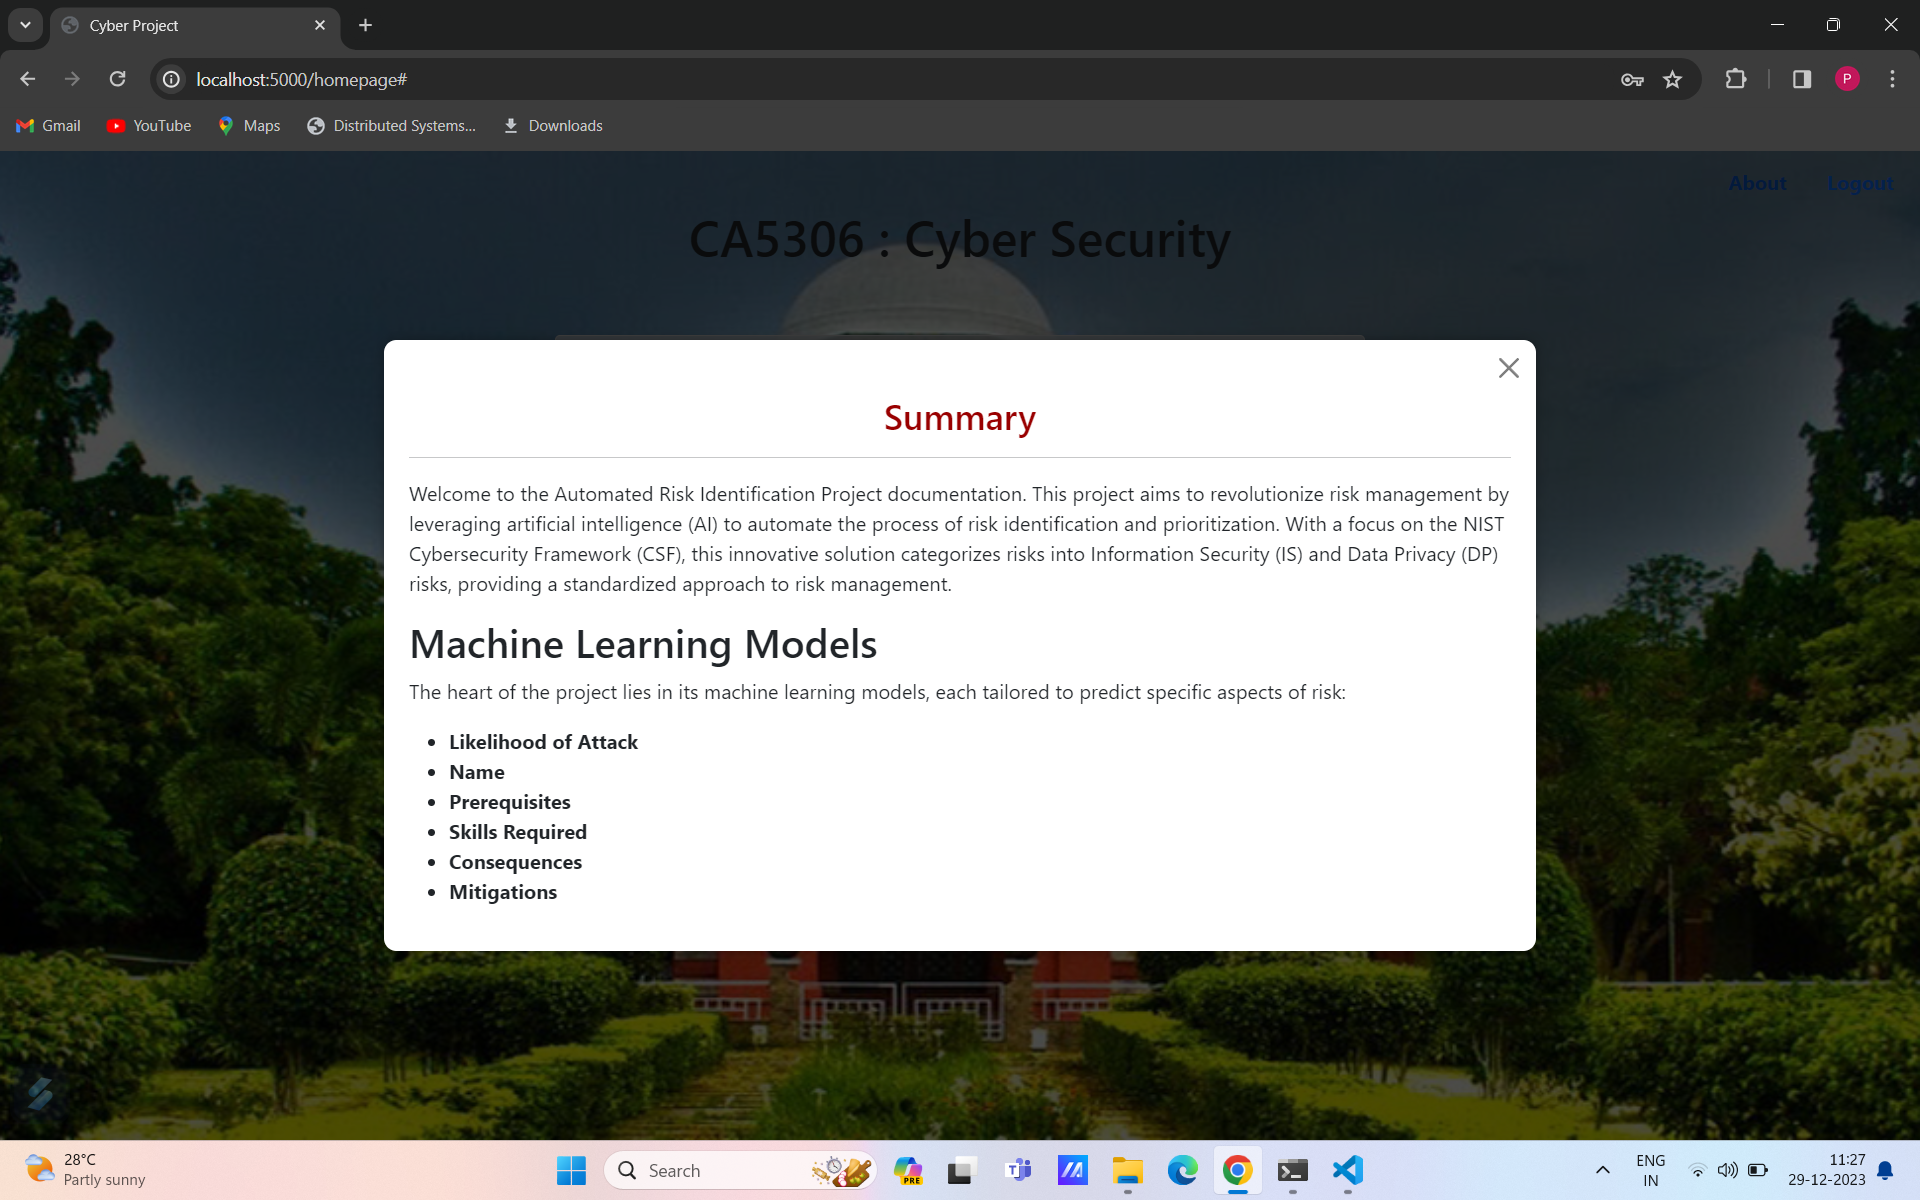 Cyber Project
localhost:5000/homepage#
P
Gmail
YouTube
Maps
Distributed Systems...
Downloads
About
Logout
CA5306 : Cyber Security
Summary
Welcome to the Automated Risk Identification Project documentation. This project aims to revolutionize risk management by
leveraging artificial intelligence (AI) to automate the process of risk identification and prioritization. With a focus on the NIST
Cybersecurity Framework (CSF), this innovative solution categorizes risks into Information Security (IS) and Data Privacy (DP)
risks, providing a standardized approach to risk management.
Machine Learning Models
The heart of the project lies in its machine learning models, each tailored to predict specific aspects of risk:
• Likelihood of Attack
• Name
• Prerequisites
• Skills Required
• Consequences
• Mitigations
28°C
Partly sunny
Search
PRE
ENG
IN
11:27
29-12-2023